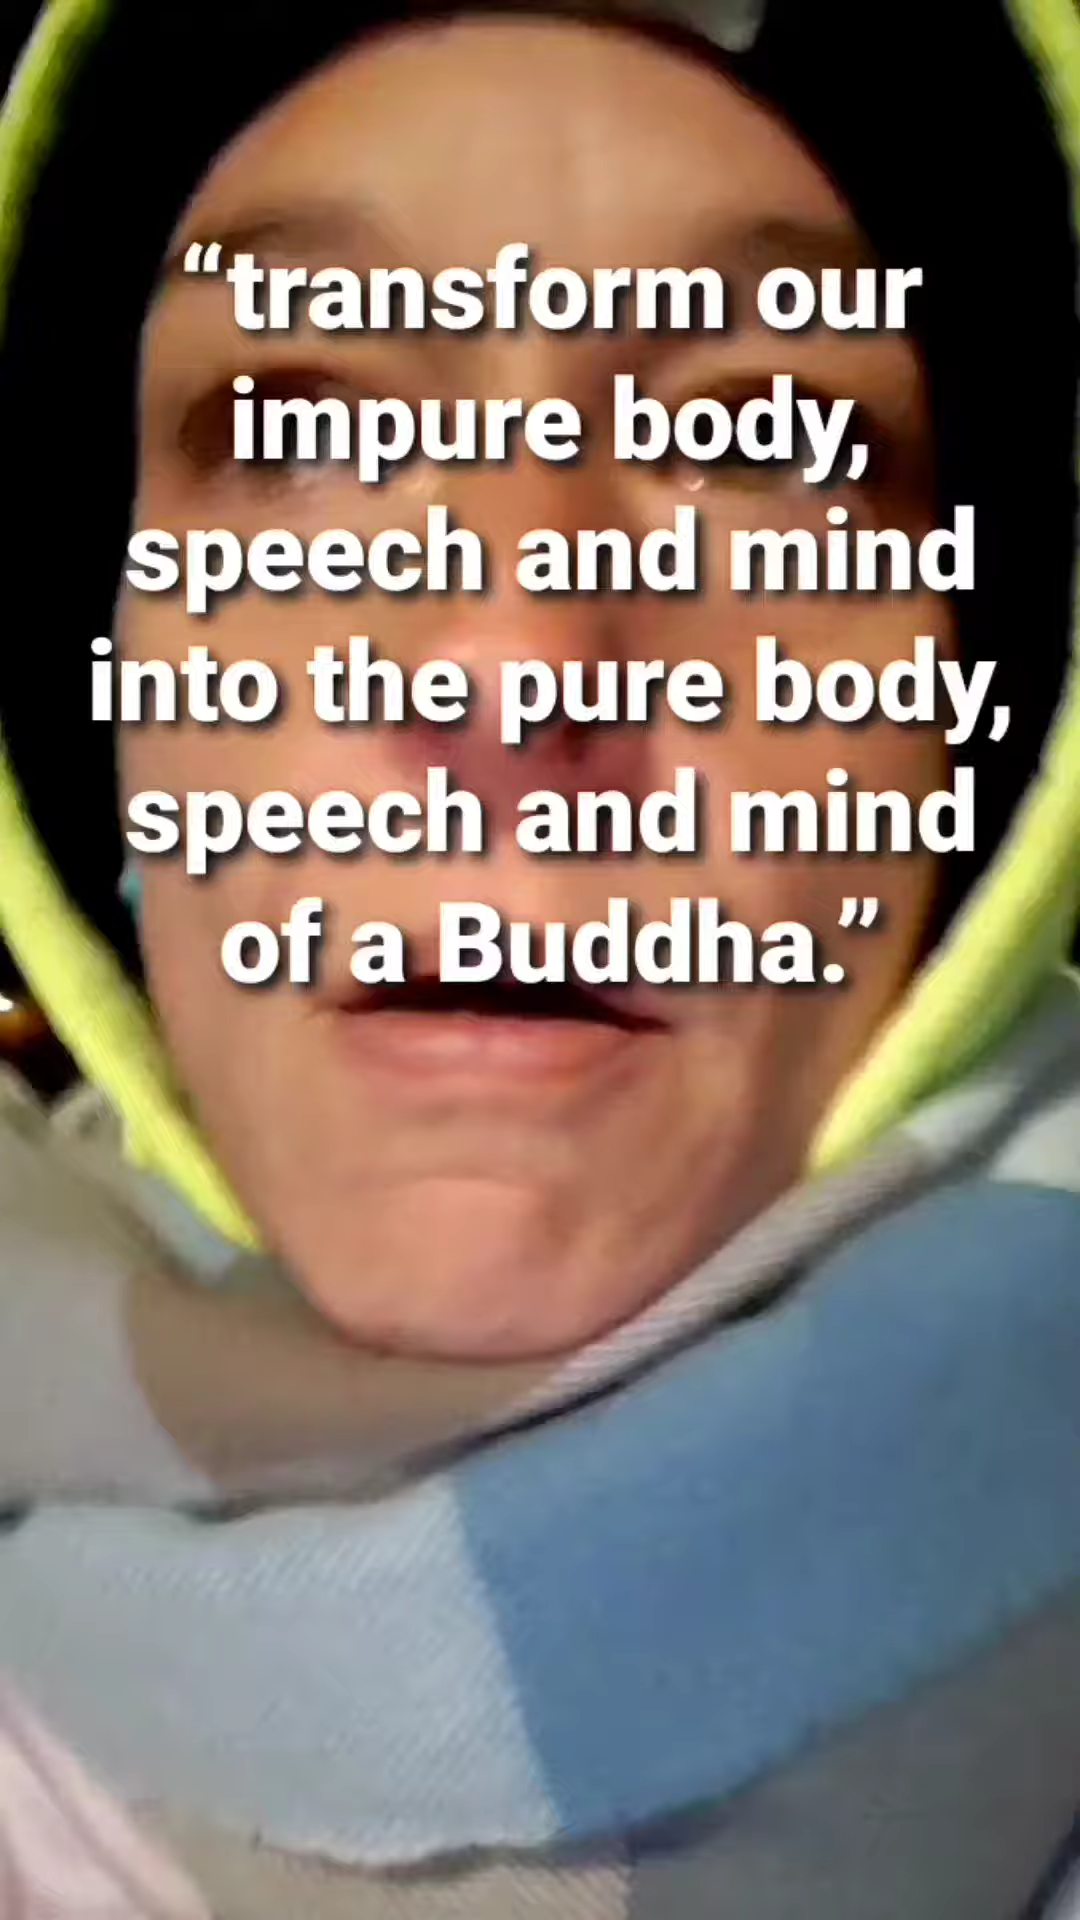 “transform our
impure body,
speech and mind
into the pure body,
speech and mind
of a Buddha.”